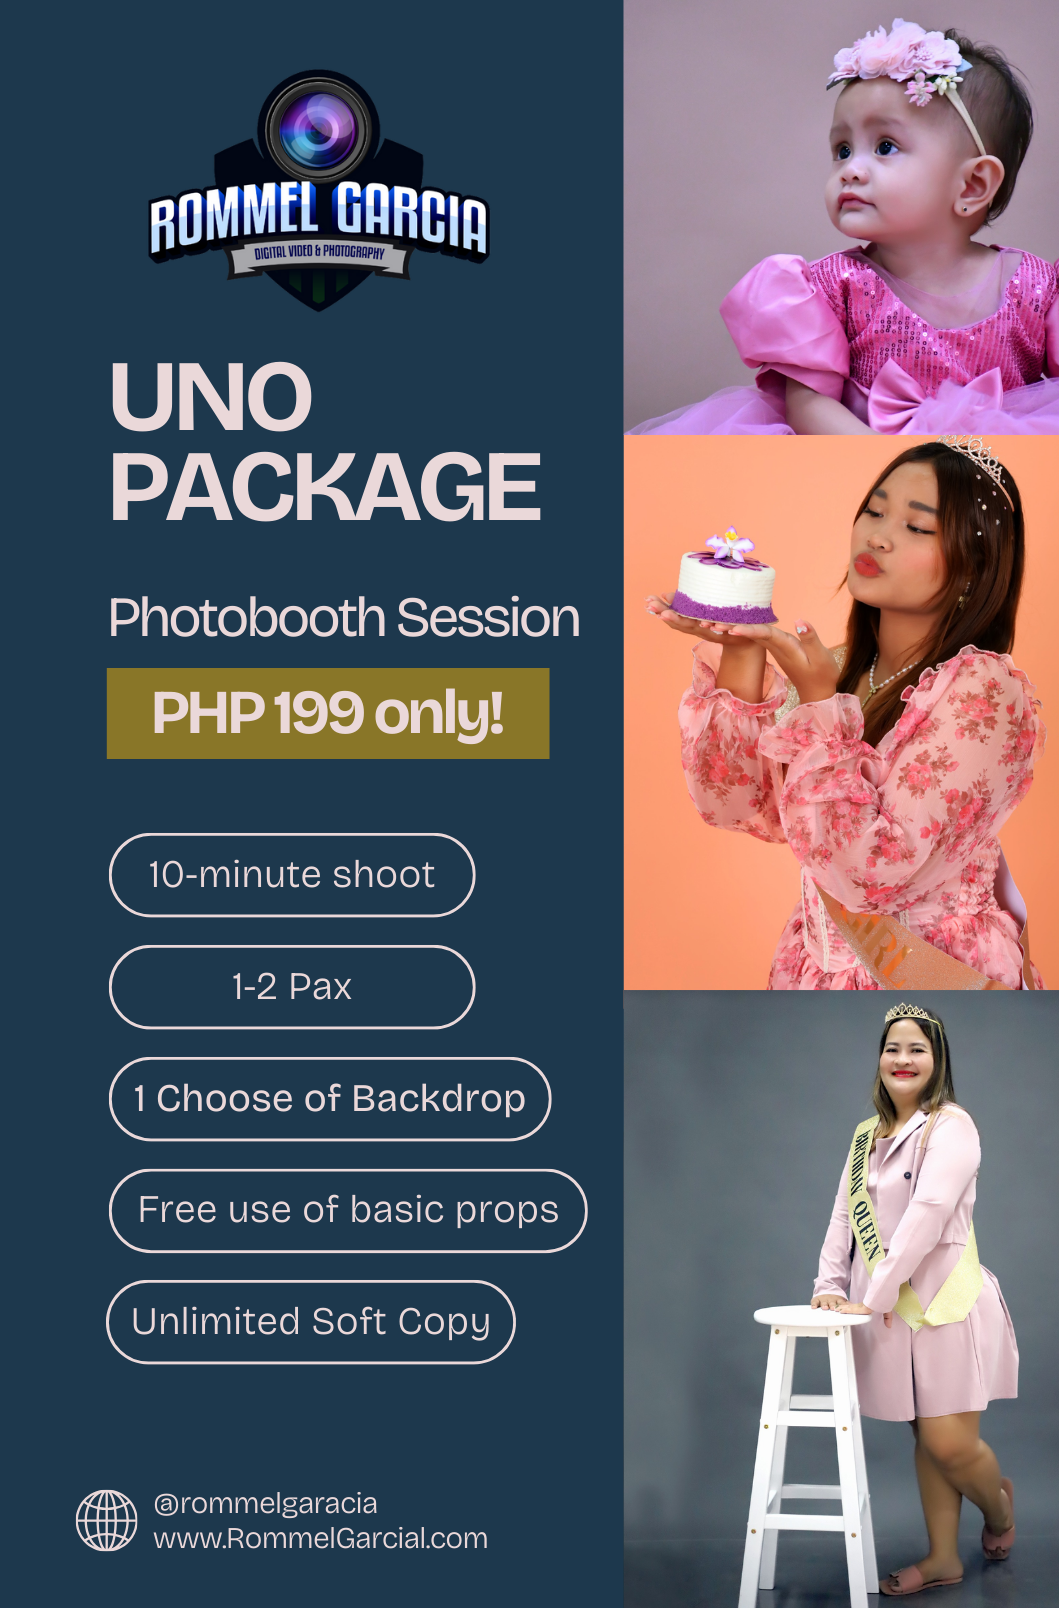 ROMMEL GARCIA
DIGITAL VIDEO & PHOTOGRAPHY
UNO
PACKAGE
Photobooth Session
PHP 199 only!
10-minute shoot
1-2 Pax
1 Choose of Backdrop
Free use of basic props
Unlimited Soft Copy
@rommelgaracia
www.RommelGarcial.com
BIRTHDAY QUEEN